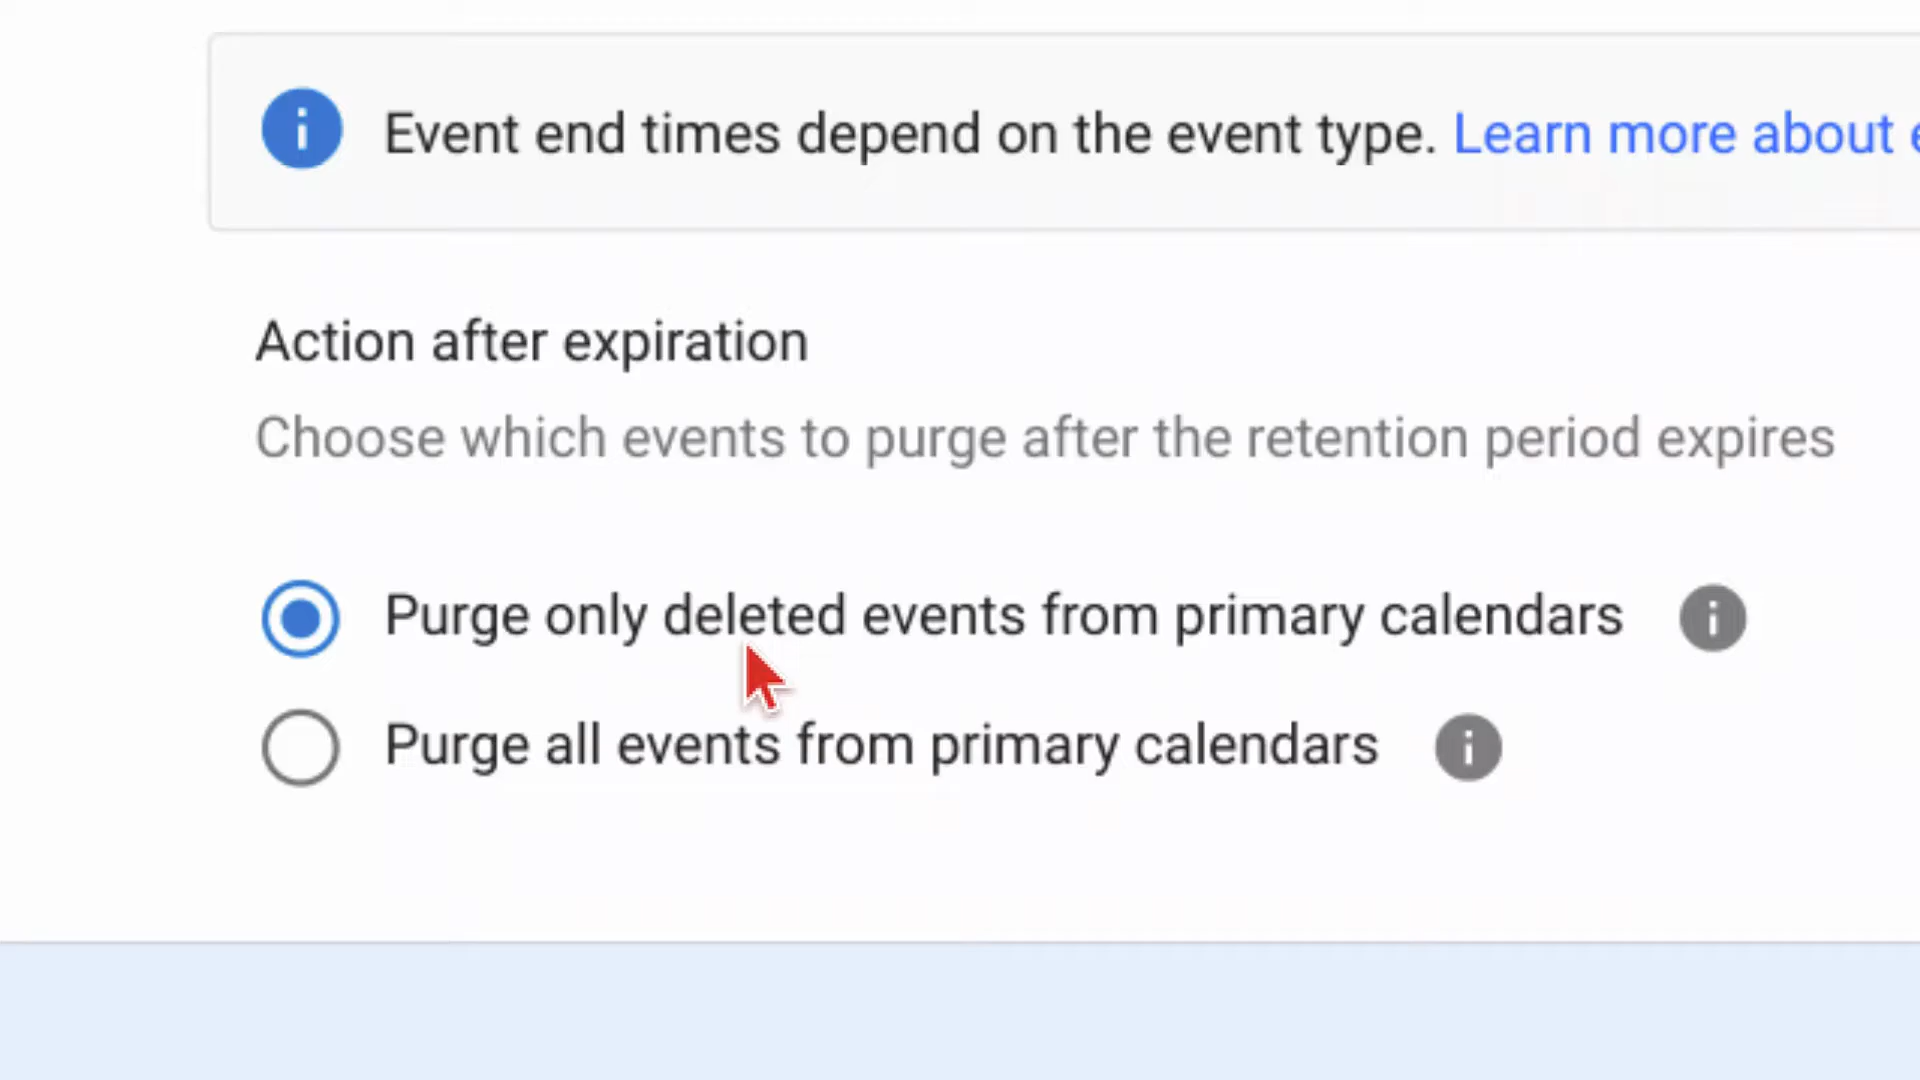 Event end times depend on the event type. Learn more about
Action after expiration
Choose which events to purge after the retention period expires
Purge only deleted events from primary calendars
Purge all events from primary calendars